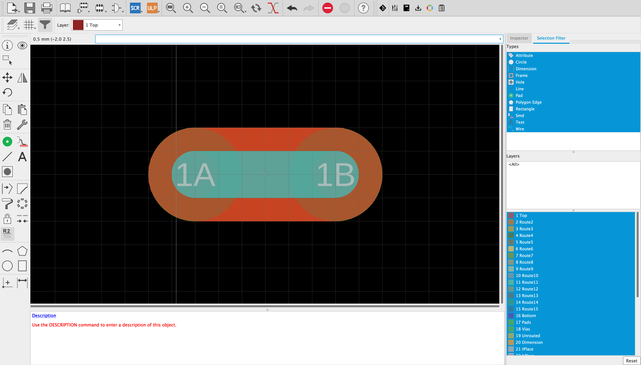 SCR
ULP
Layer:
1 Top
0.5 mm (-2.0 2.5)
1A
1B
Description
Use the DESCRIPTION command to enter a description of this object.
Inspector
Selection Filter
Types
Attribute
Circle
Dimension
Frame
Hole
Line
Pad
Polygon Edge
Rectangle
Smd
Text
Wire
Layers
<All>
1 Top
2 Route2
3 Route3
4 Route4
5 Route5
6 Route6
7 Route7
8 Route8
9 Route9
10 Route10
11 Route11
12 Route12
13 Route13
14 Route14
15 Route15
16 Bottom
17 Pads
18 Vias
19 Unrouted
20 Dimension
21 tPlace
Reset